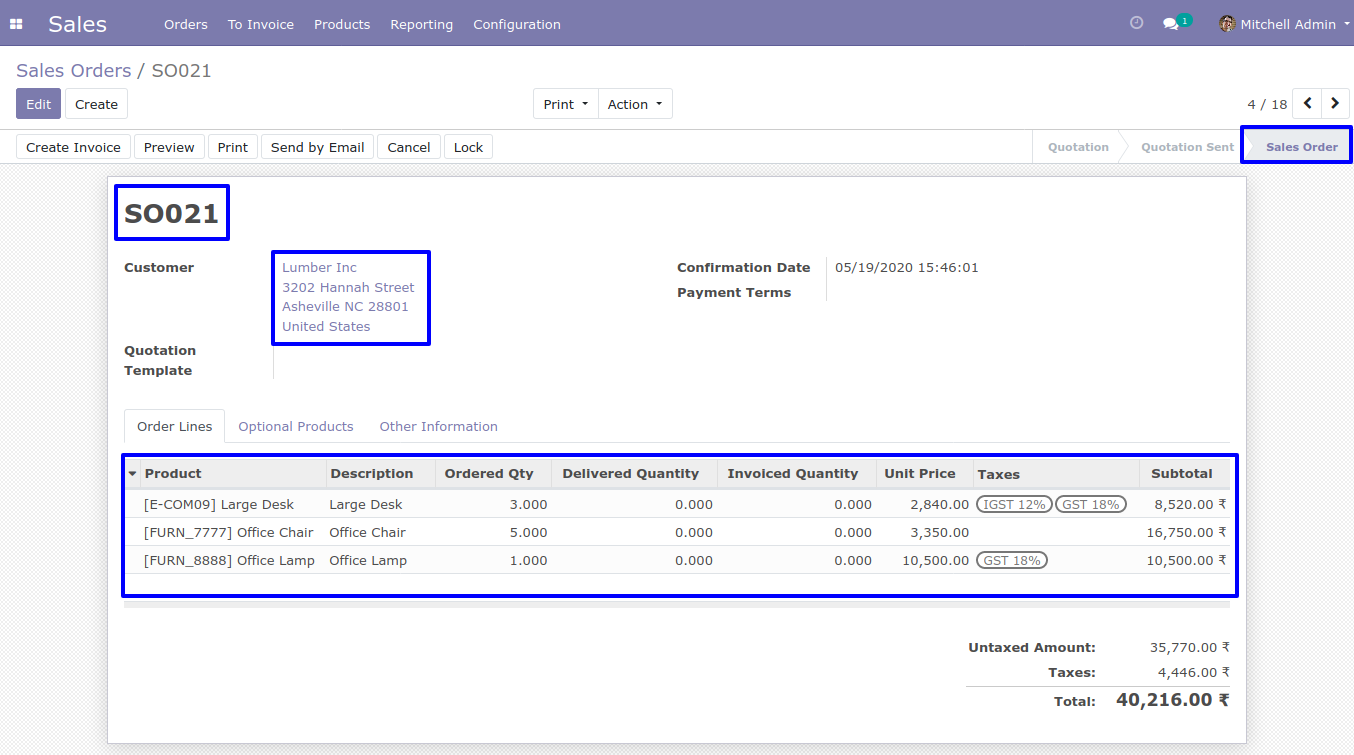 Sales Orders To Invoice Products Reporting Configuration 1 Mitchell Admin
Sales Orders / SO021
Edit Create Print Action 4 / 18
Create Invoice Preview Print Send by Email Cancel Lock Quotation Quotation Sent Sales Order
SO021
Customer Lumber Inc Confirmation Date 05/19/2020 15:46:01
3202 Hannah Street Payment Terms
Asheville NC 28801
United States
Quotation
Template
Order Lines Optional Products Other Information
Product Description Ordered Qty Delivered Quantity Invoiced Quantity Unit Price Taxes Subtotal
[E-COM09] Large Desk Large Desk 3.000 0.000 0.000 2,840.00 IGST 12% GST 18% 8,520.00 ₹
[FURN_7777] Office Chair Office Chair 5.000 0.000 0.000 3,350.00 16,750.00 ₹
[FURN_8888] Office Lamp Office Lamp 1.000 0.000 0.000 10,500.00 GST 18% 10,500.00 ₹
Untaxed Amount: 35,770.00 ₹
Taxes: 4,446.00 ₹
Total: 40,216.00 ₹